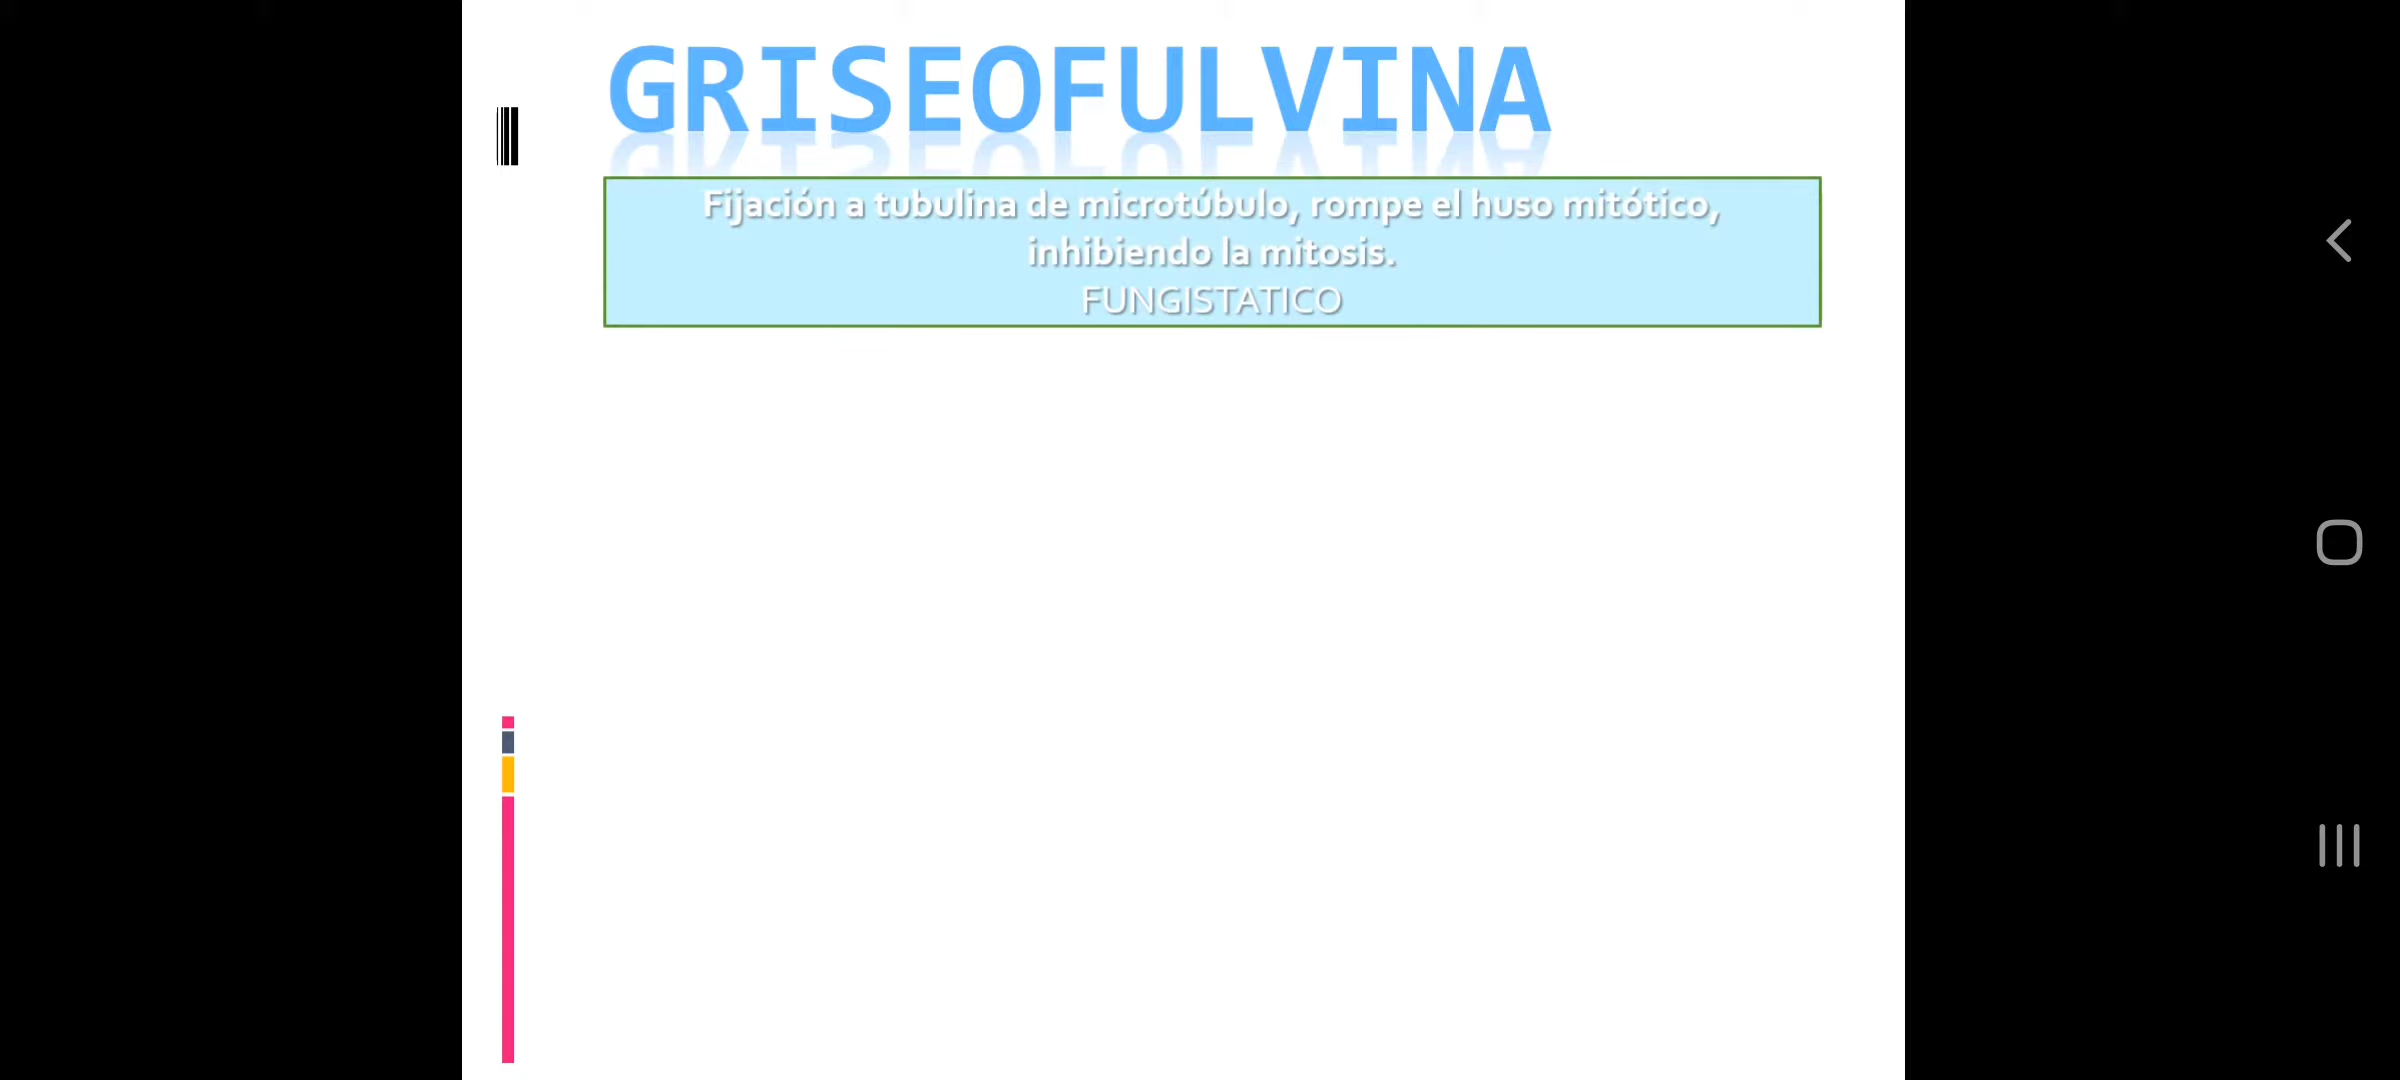 GRISEOFULVINA
Fijación a tubulina de microtúbulo, rompe el huso mitótico,
inhibiendo la mitosis.
FUNGISTATICO